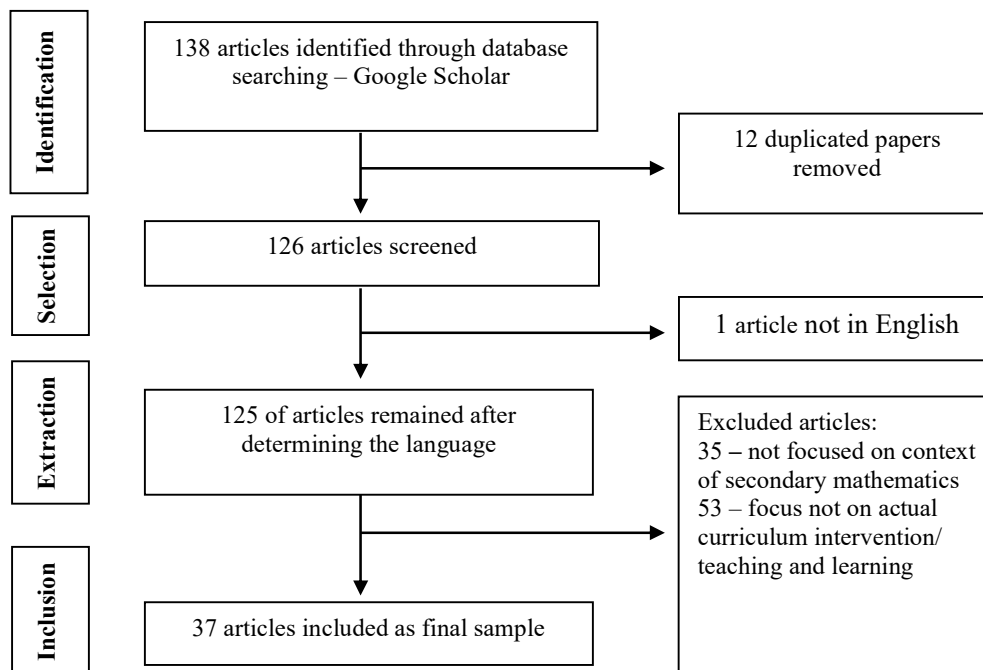 Identification
138 articles identified through database
searching – Google Scholar
12 duplicated papers
removed
Selection
126 articles screened
1 article not in English
Extraction
125 of articles remained after
determining the language
Excluded articles:
35 – not focused on context
of secondary mathematics
53 – focus not on actual
curriculum intervention/
teaching and learning
Inclusion
37 articles included as final sample